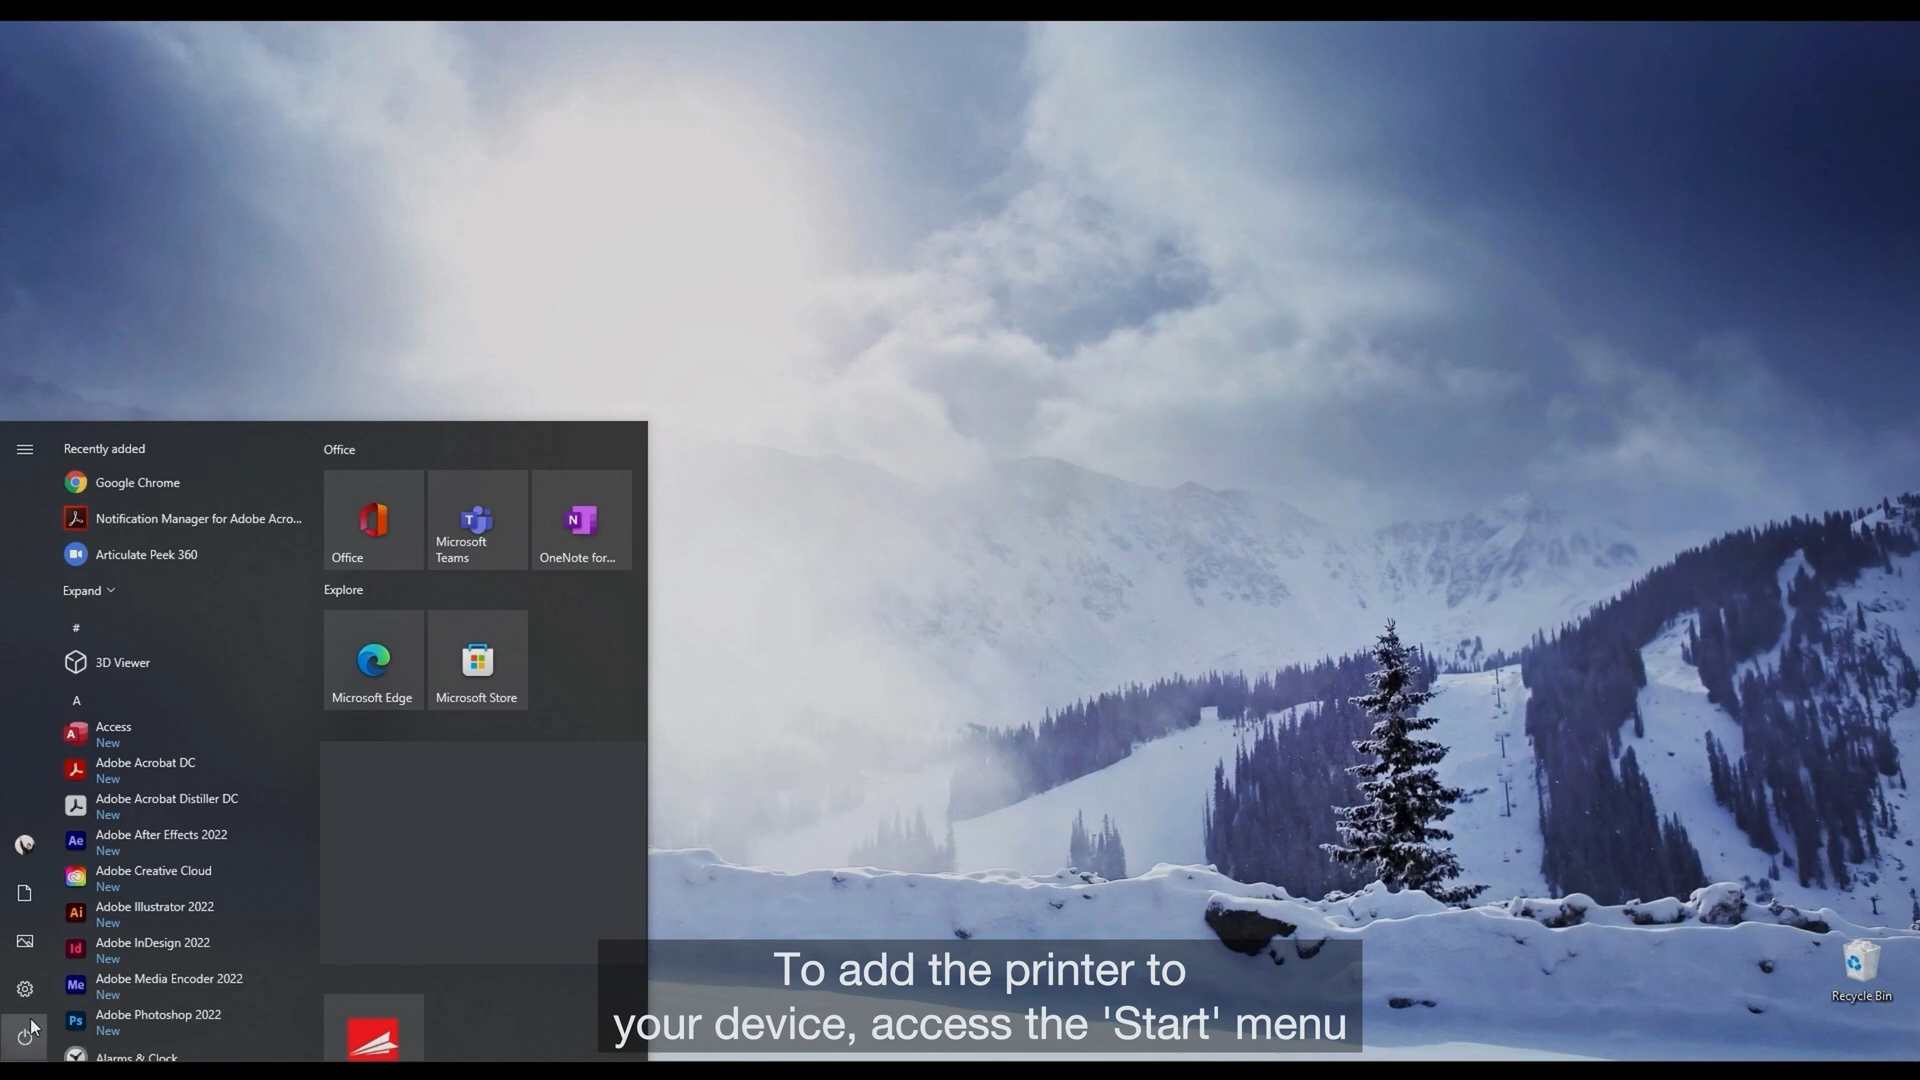 Recently added
Google Chrome
Notification Manager for Adobe Acro...
Articulate Peek 360
Expand
#
3D Viewer
A
Access
New
Adobe Acrobat DC
New
Adobe Acrobat Distiller DC
New
Adobe After Effects 2022
New
Adobe Creative Cloud
New
Adobe Illustrator 2022
New
Adobe InDesign 2022
New
Adobe Media Encoder 2022
New
Adobe Photoshop 2022
New
Alarms & Clock
Office
Office
Microsoft
Teams
OneNote for...
Explore
Microsoft Edge
Microsoft Store
To add the printer to
your device, access the 'Start' menu
Recycle Bin